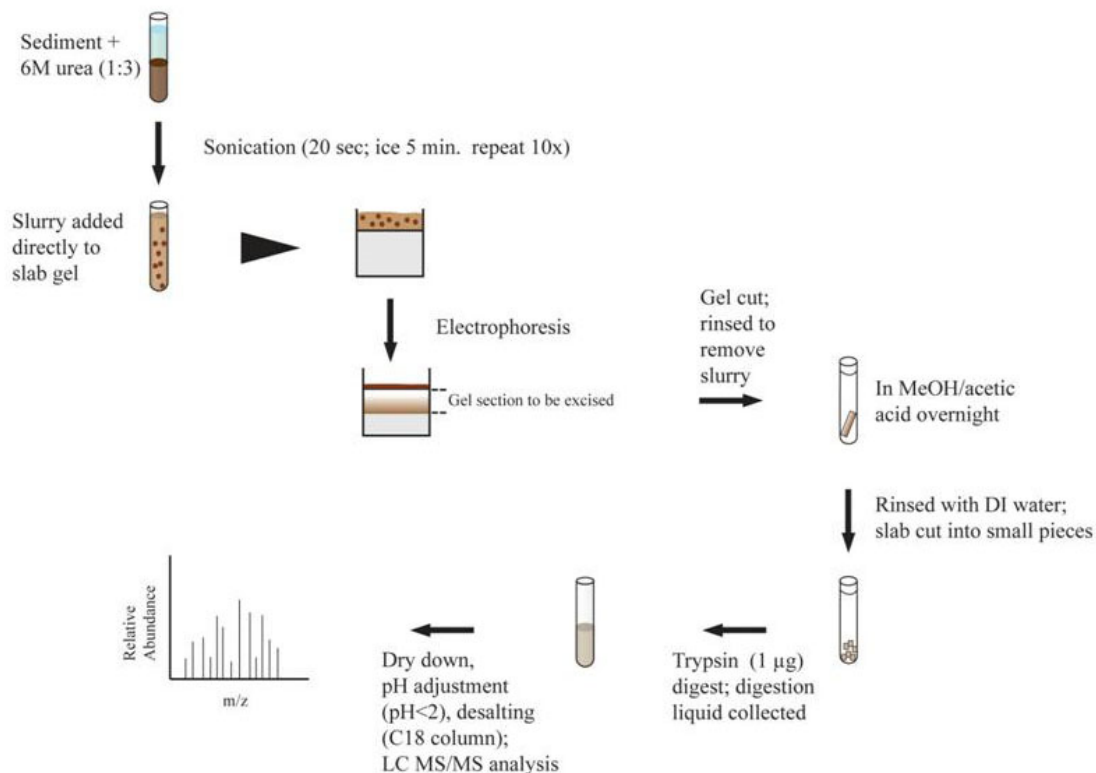 Sediment +
6M urea (1:3)
Sonication (20 sec; ice 5 min.  repeat 10x)
Slurry added
directly to
slab gel
Electrophoresis
Gel section to be excised
Gel cut;
rinsed to
remove
slurry
In MeOH/acetic
acid overnight
Rinsed with DI water;
slab cut into small pieces
Trypsin  (1 µg)
digest; digestion
liquid collected
Dry down,
pH adjustment
(pH<2), desalting
(C18 column);
LC MS/MS analysis
Relative
Abundance
m/z